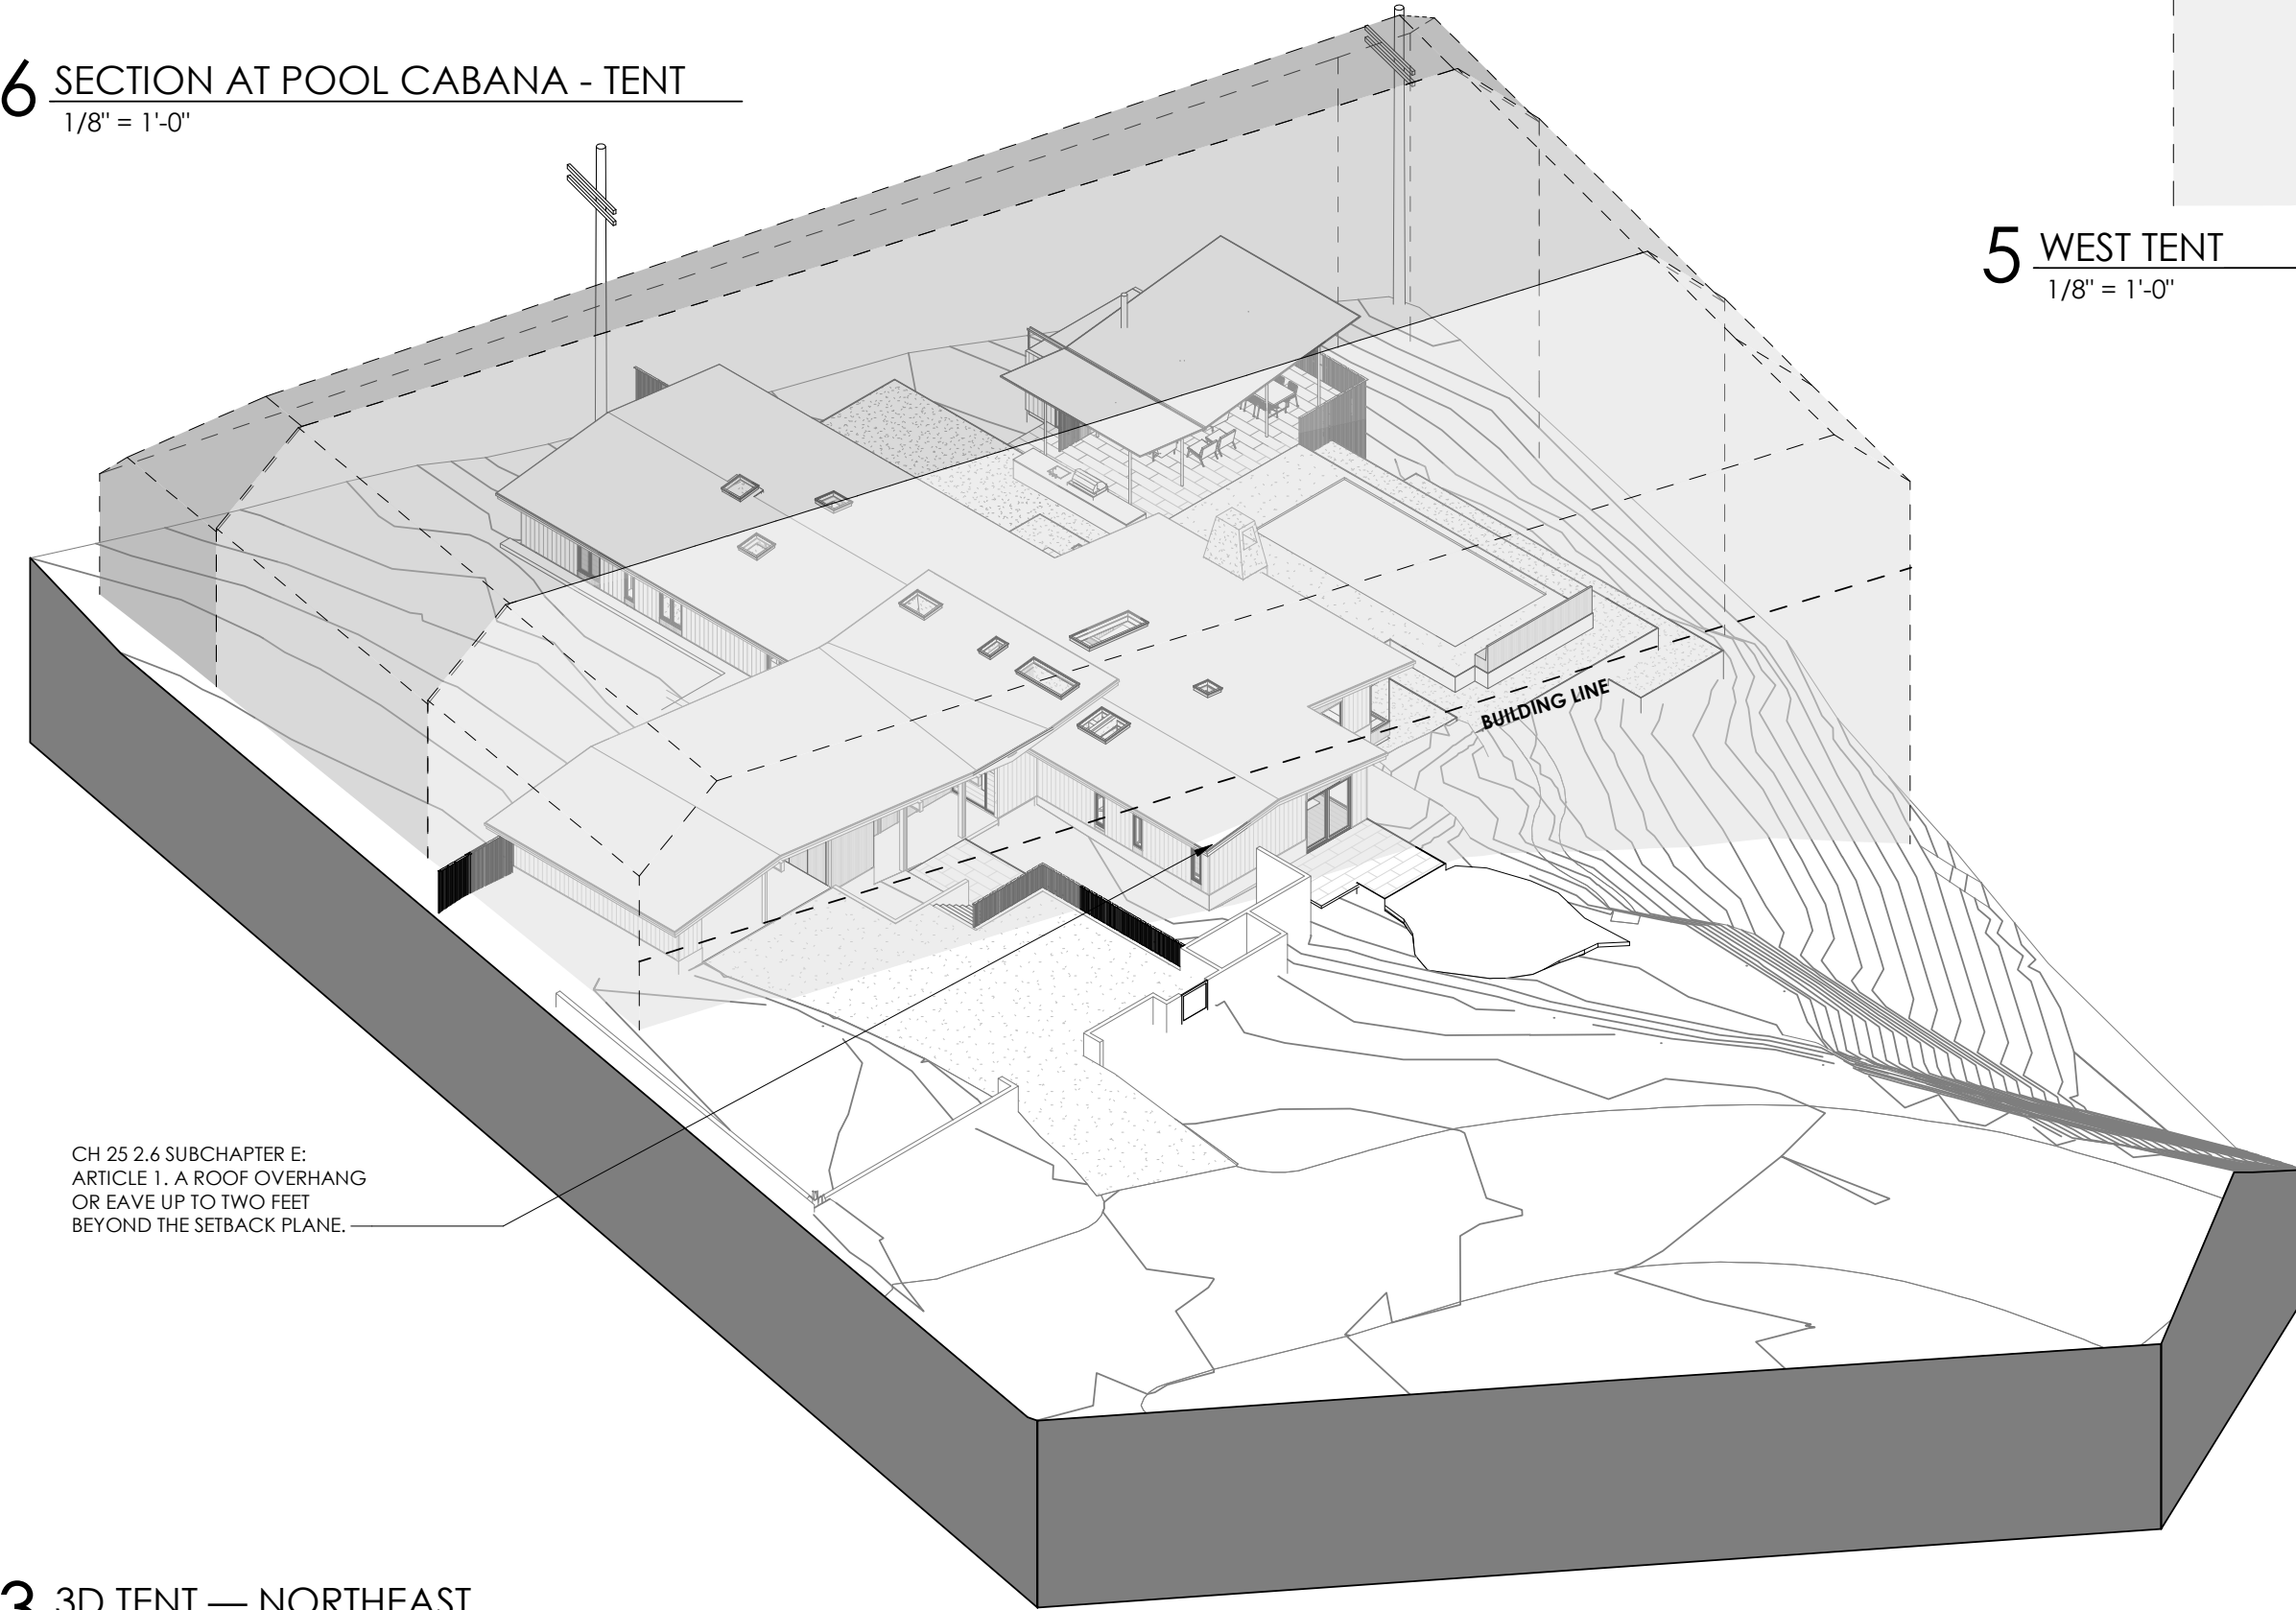 6 SECTION AT POOL CABANA - TENT
1/8" = 1'-0"
5 WEST TENT
1/8" = 1'-0"
BUILDING LINE
CH 25 2.6 SUBCHAPTER E:
ARTICLE 1. A ROOF OVERHANG
OR EAVE UP TO TWO FEET
BEYOND THE SETBACK PLANE.
3 3D TENT — NORTHEAST